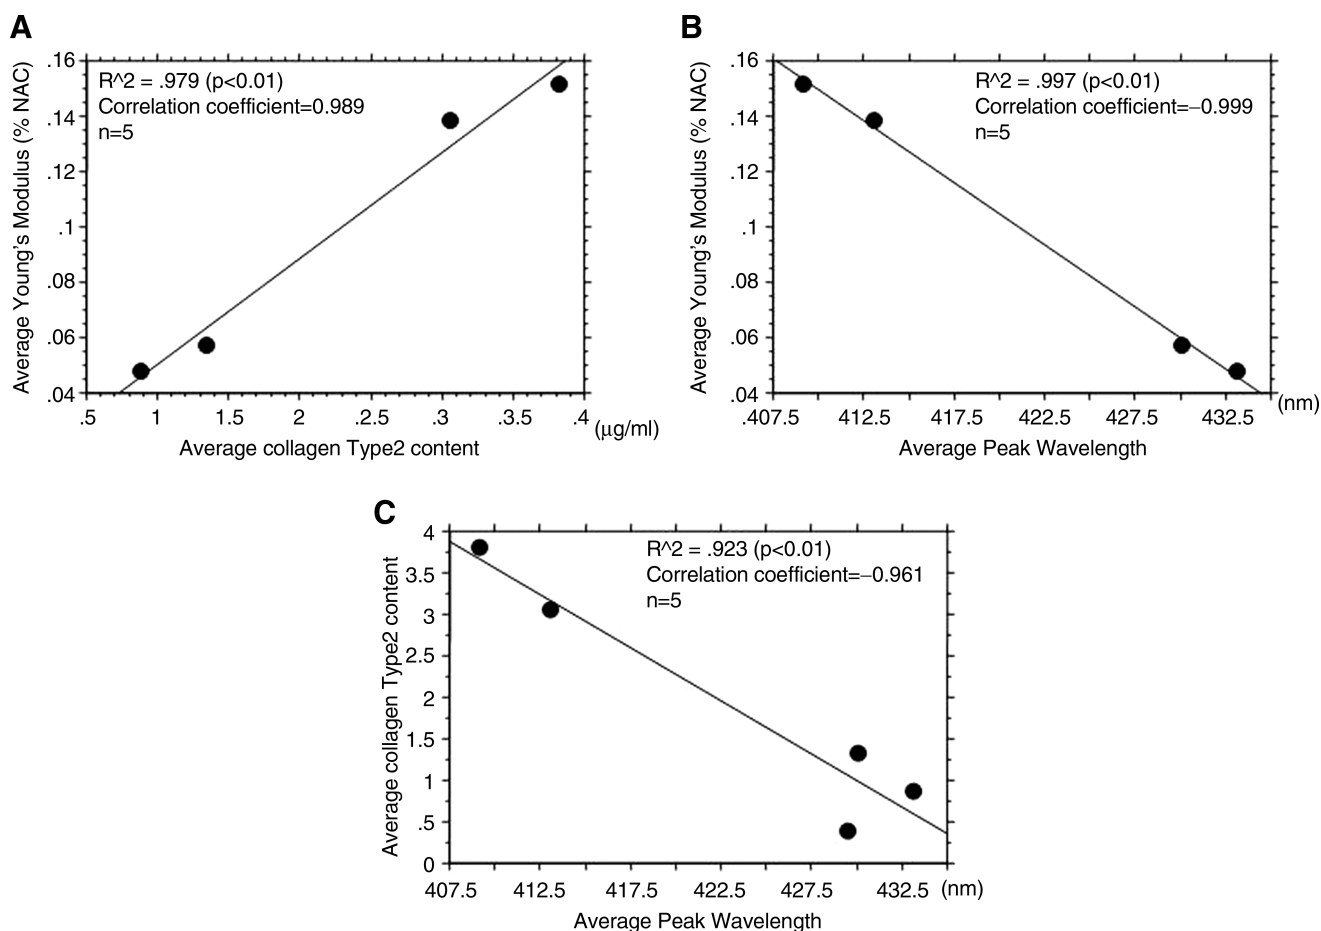 A
.16
.14
.12
.1
.08
.06
.04
Average Young's Modulus (% NAC)
R^2 = .979 (p<0.01)
Correlation coefficient=0.989
n=5
.5 1 1.5 2 2.5 .3 .3.5 .4 (μg/ml)
Average collagen Type2 content
B
.16
.14
.12
.1
.08
.06
.04
Average Young's Modulus (% NAC)
R^2 = .997 (p<0.01)
Correlation coefficient=−0.999
n=5
.407.5 412.5 417.5 422.5 427.5 432.5 (nm)
Average Peak Wavelength
C
4
3.5
3
2.5
2
1.5
1
.5
0
Average collagen Type2 content
R^2 = .923 (p<0.01)
Correlation coefficient=−0.961
n=5
407.5 412.5 417.5 422.5 427.5 432.5 (nm)
Average Peak Wavelength